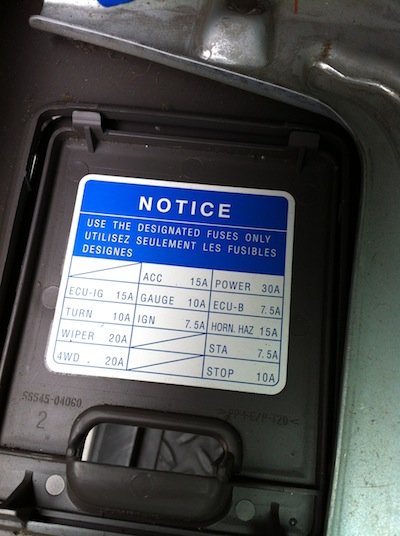 NOTICE
USE THE DESIGNATED FUSES ONLY
UTILISEZ SEULEMENT LES FUSIBLES
DESIGNES
ACC 15A POWER 30A
ECU-IG 15A GAUGE 10A ECU-B 7.5A
TURN 10A IGN 7.5A HORN. HAZ 15A
WIPER 20A STA 7.5A
4WD 20A STOP 10A
55545-04060
2